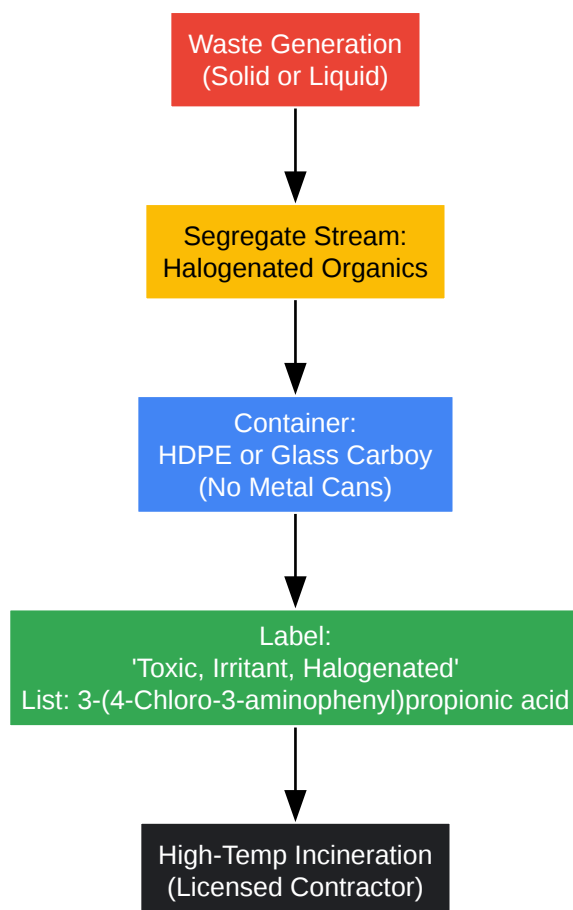 Waste Generation
(Solid or Liquid)
Segregate Stream:
Halogenated Organics
Container:
HDPE or Glass Carboy
(No Metal Cans)
Label:
'Toxic, Irritant, Halogenated'
List: 3-(4-Chloro-3-aminophenyl)propionic acid
High-Temp Incineration
(Licensed Contractor)